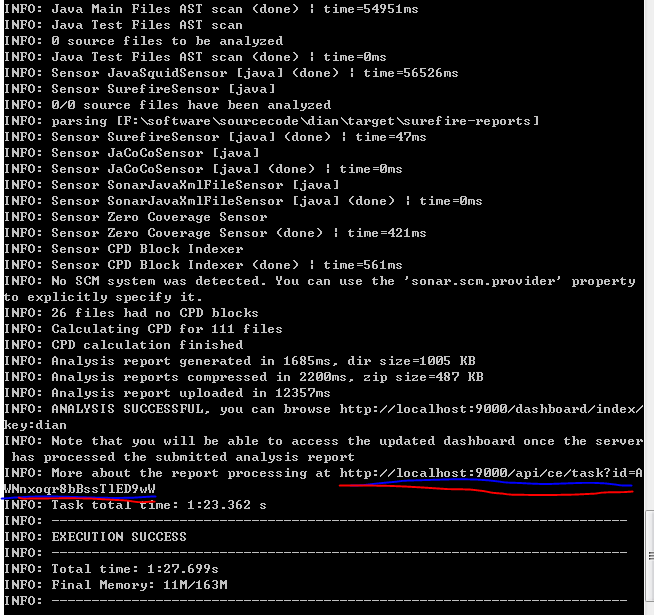 INFO: Java Main Files AST scan (done) | time=54951ms
INFO: Java Test Files AST scan
INFO: 0 source files to be analyzed
INFO: Java Test Files AST scan (done) | time=0ms
INFO: Sensor JavaSquidSensor [java] (done) | time=56526ms
INFO: Sensor SurefireSensor [java]
INFO: 0/0 source files have been analyzed
INFO: parsing [F:\software\sourcecode\dian\target\surefire-reports]
INFO: Sensor SurefireSensor [java] (done) | time=47ms
INFO: Sensor JaCoCoSensor [java]
INFO: Sensor JaCoCoSensor [java] (done) | time=0ms
INFO: Sensor SonarJavaXmlFileSensor [java]
INFO: Sensor SonarJavaXmlFileSensor [java] (done) | time=0ms
INFO: Sensor Zero Coverage Sensor
INFO: Sensor Zero Coverage Sensor (done) | time=421ms
INFO: Sensor CPD Block Indexer
INFO: Sensor CPD Block Indexer (done) | time=561ms
INFO: No SCM system was detected. You can use the 'sonar.scm.provider' property
to explicitly specify it.
INFO: 26 files had no CPD blocks
INFO: Calculating CPD for 111 files
INFO: CPD calculation finished
INFO: Analysis report generated in 1685ms, dir size=1005 KB
INFO: Analysis reports compressed in 2200ms, zip size=487 KB
INFO: Analysis report uploaded in 12357ms
INFO: ANALYSIS SUCCESSFUL, you can browse http://localhost:9000/dashboard/index/
key:dian
INFO: Note that you will be able to access the updated dashboard once the server
has processed the submitted analysis report
INFO: More about the report processing at http://localhost:9000/api/ce/task?id=A
WNnxoqr8bBssTlED9wW
INFO: Task total time: 1:23.362 s
INFO: ------------------------------------------------------------------------
INFO: EXECUTION SUCCESS
INFO: ------------------------------------------------------------------------
INFO: Total time: 1:27.699s
INFO: Final Memory: 11M/163M
INFO: ------------------------------------------------------------------------